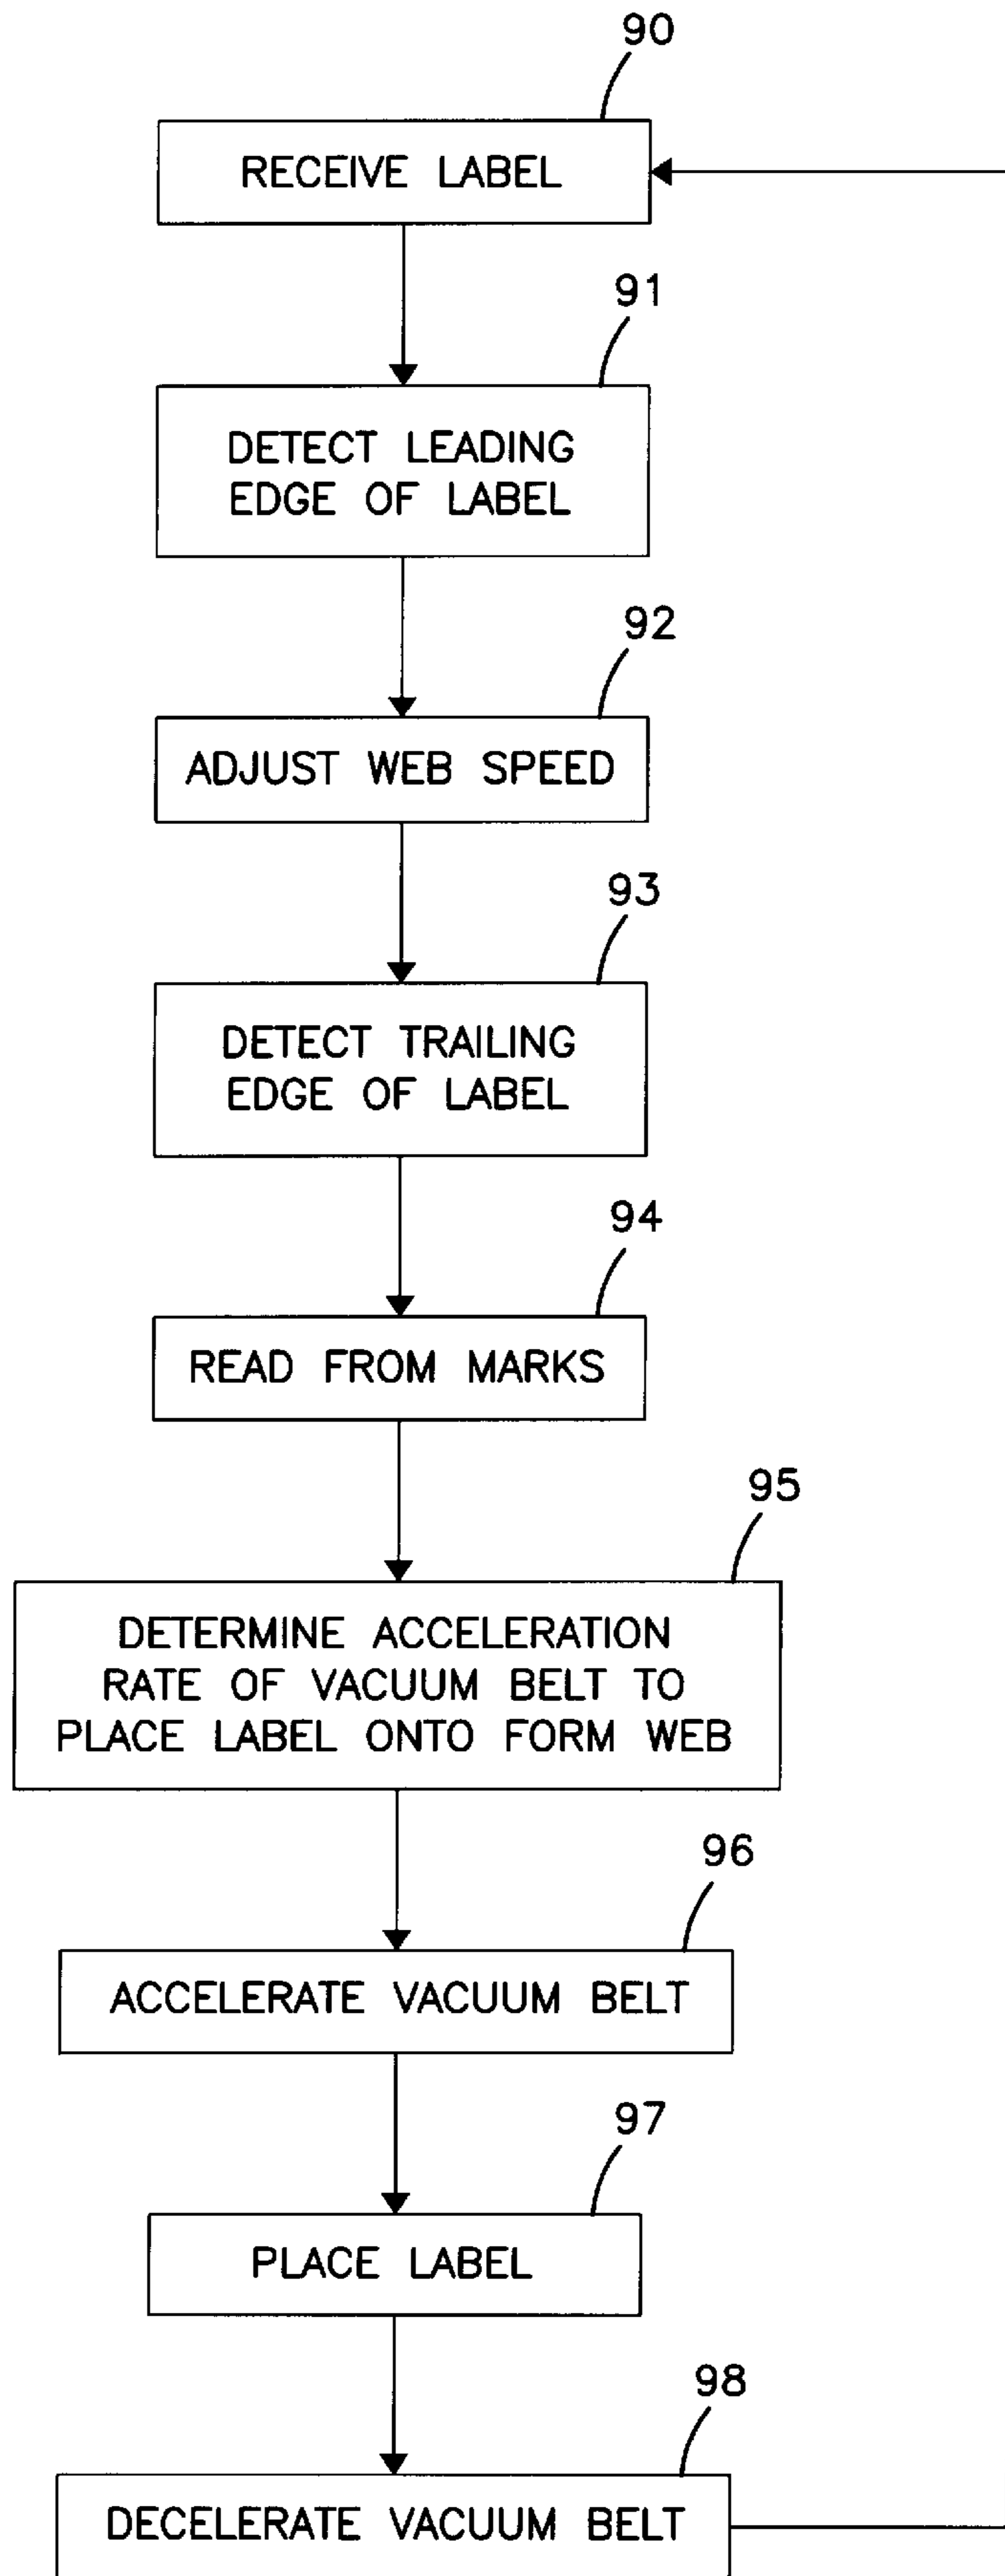 90
RECEIVE LABEL
91
DETECT LEADING
EDGE OF LABEL
92
ADJUST WEB SPEED
93
DETECT TRAILING
EDGE OF LABEL
94
READ FROM MARKS
95
DETERMINE ACCELERATION
RATE OF VACUUM BELT TO
PLACE LABEL ONTO FORM WEB
96
ACCELERATE VACUUM BELT
97
PLACE LABEL
98
DECELERATE VACUUM BELT